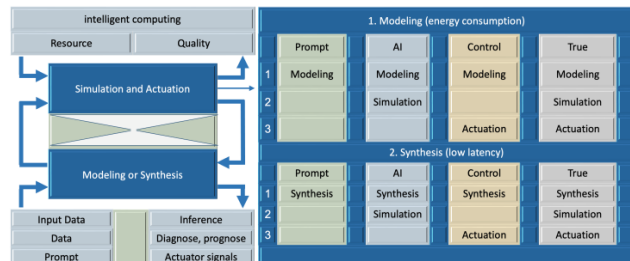 intelligent computing
Resource Quality
Simulation and Actuation
Modeling or Synthesis
Input Data Inference
Data Diagnose, prognose
Prompt Actuator signals
1. Modeling (energy consumption)
Prompt AI Control True
1 Modeling Modeling Modeling Modeling
2 Simulation Simulation
3 Actuation Actuation
2. Synthesis (low latency)
Prompt AI Control True
1 Synthesis Synthesis Synthesis Synthesis
2 Simulation Simulation
3 Actuation Actuation